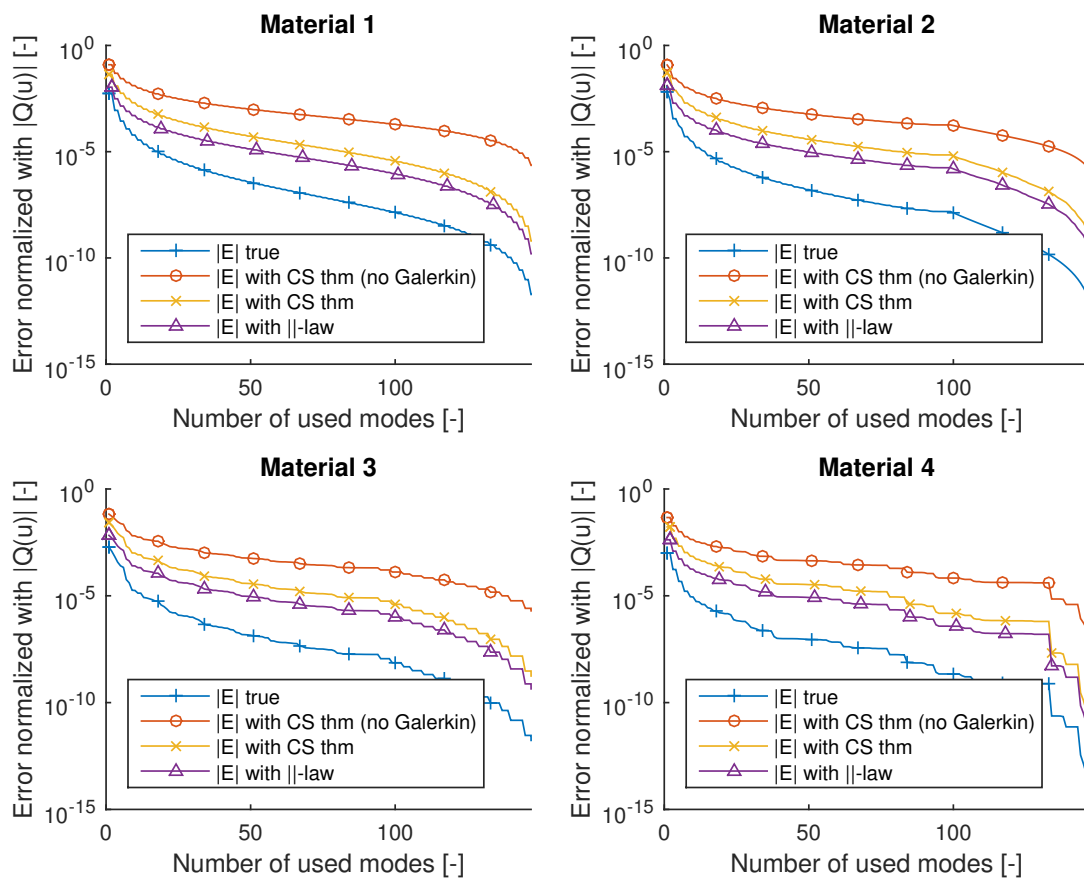 Material 1
Error normalized with |Q(u)| [-]
10^0
10^-5
10^-10
10^-15
|E| true
|E| with CS thm (no Galerkin)
|E| with CS thm
|E| with ||-law
0 50 100
Number of used modes [-]
Material 2
Error normalized with |Q(u)| [-]
10^0
10^-5
10^-10
10^-15
|E| true
|E| with CS thm (no Galerkin)
|E| with CS thm
|E| with ||-law
0 50 100
Number of used modes [-]
Material 3
Error normalized with |Q(u)| [-]
10^0
10^-5
10^-10
10^-15
|E| true
|E| with CS thm (no Galerkin)
|E| with CS thm
|E| with ||-law
0 50 100
Number of used modes [-]
Material 4
Error normalized with |Q(u)| [-]
10^0
10^-5
10^-10
10^-15
|E| true
|E| with CS thm (no Galerkin)
|E| with CS thm
|E| with ||-law
0 50 100
Number of used modes [-]